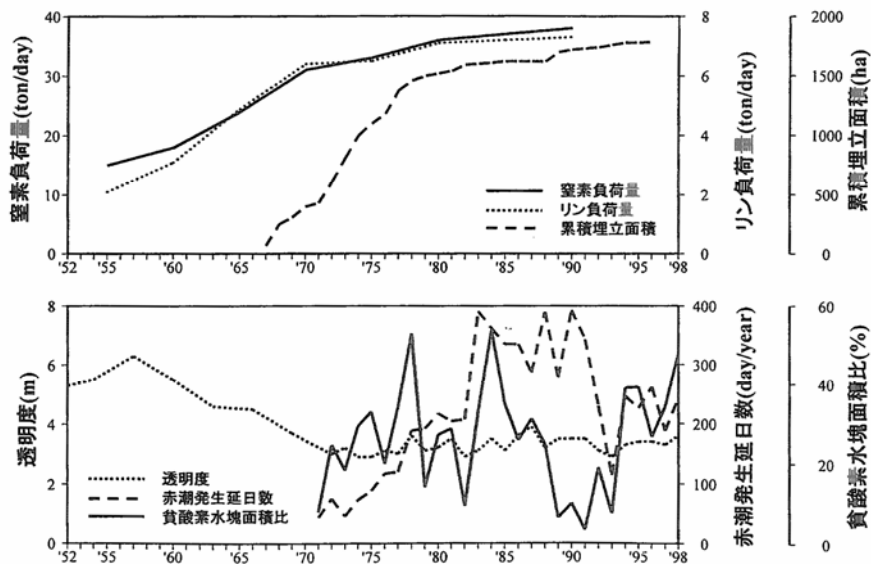 40
30
20
10
0
窒素負荷量(ton/day)
8
6
4
2
0
リン負荷量(ton/day)
2000
1500
1000
500
0
累積埋立面積(ha)
窒素負荷量
リン負荷量
累積埋立面積
'52 '55 '60 '65 '70 '75 '80 '85 '90 '95 '98
8
6
4
2
0
透明度(m)
400
300
200
100
0
赤潮発生延日数(day/year)
60
40
20
0
貧酸素水塊面積比(%)
透明度
赤潮発生延日数
貧酸素水塊面積比
'52 '55 '60 '65 '70 '75 '80 '85 '90 '95 '98